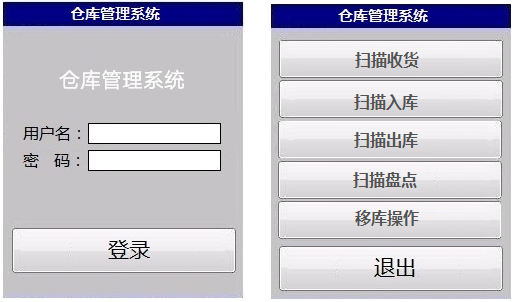 仓库管理系统
仓库管理系统
用户名：
密 码：
登录
仓库管理系统
扫描收货
扫描入库
扫描出库
扫描盘点
移库操作
退出